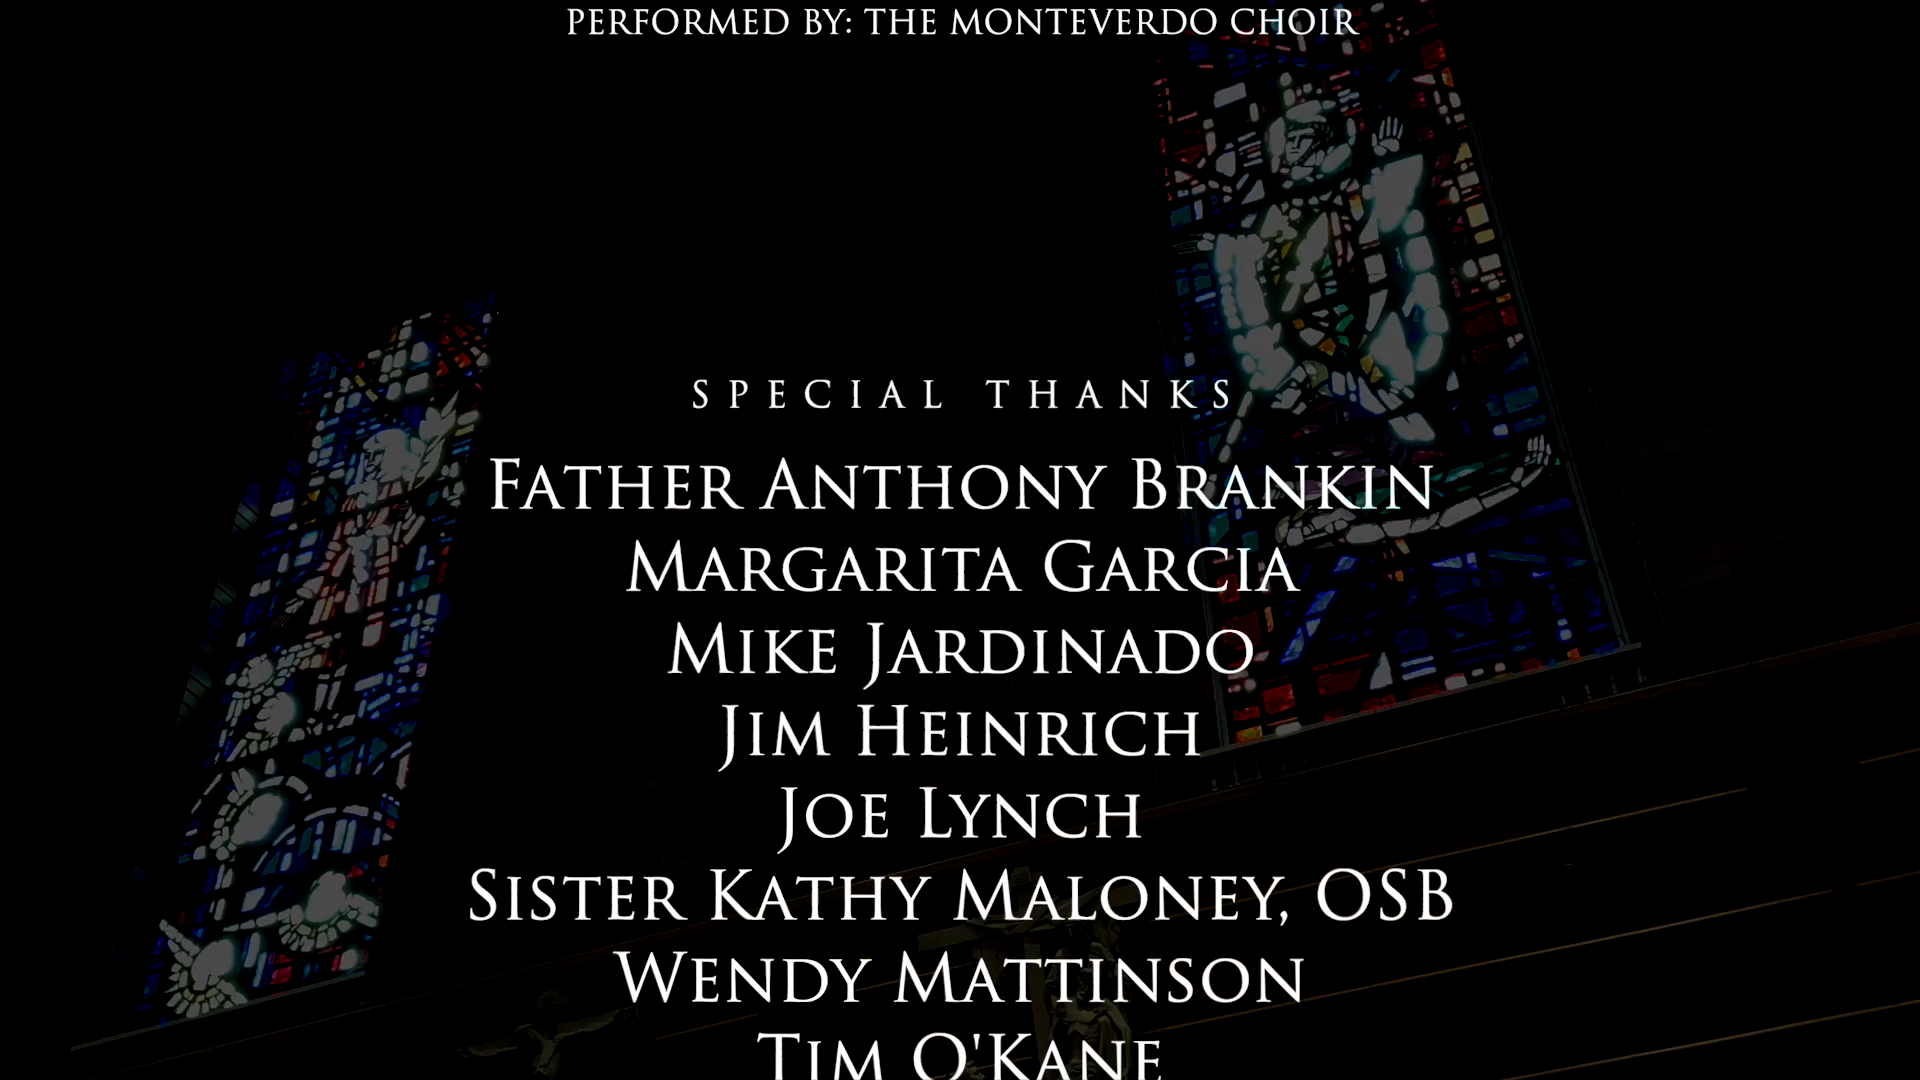 PERFORMED BY: THE MONTEVERDO CHOIR
SPECIAL THANKS
FATHER ANTHONY BRANKIN
MARGARITA GARCIA
MIKE JARDINADO
JIM HEINRICH
JOE LYNCH
SISTER KATHY MALONEY, OSB
WENDY MATTINSON
TIM O'KANE